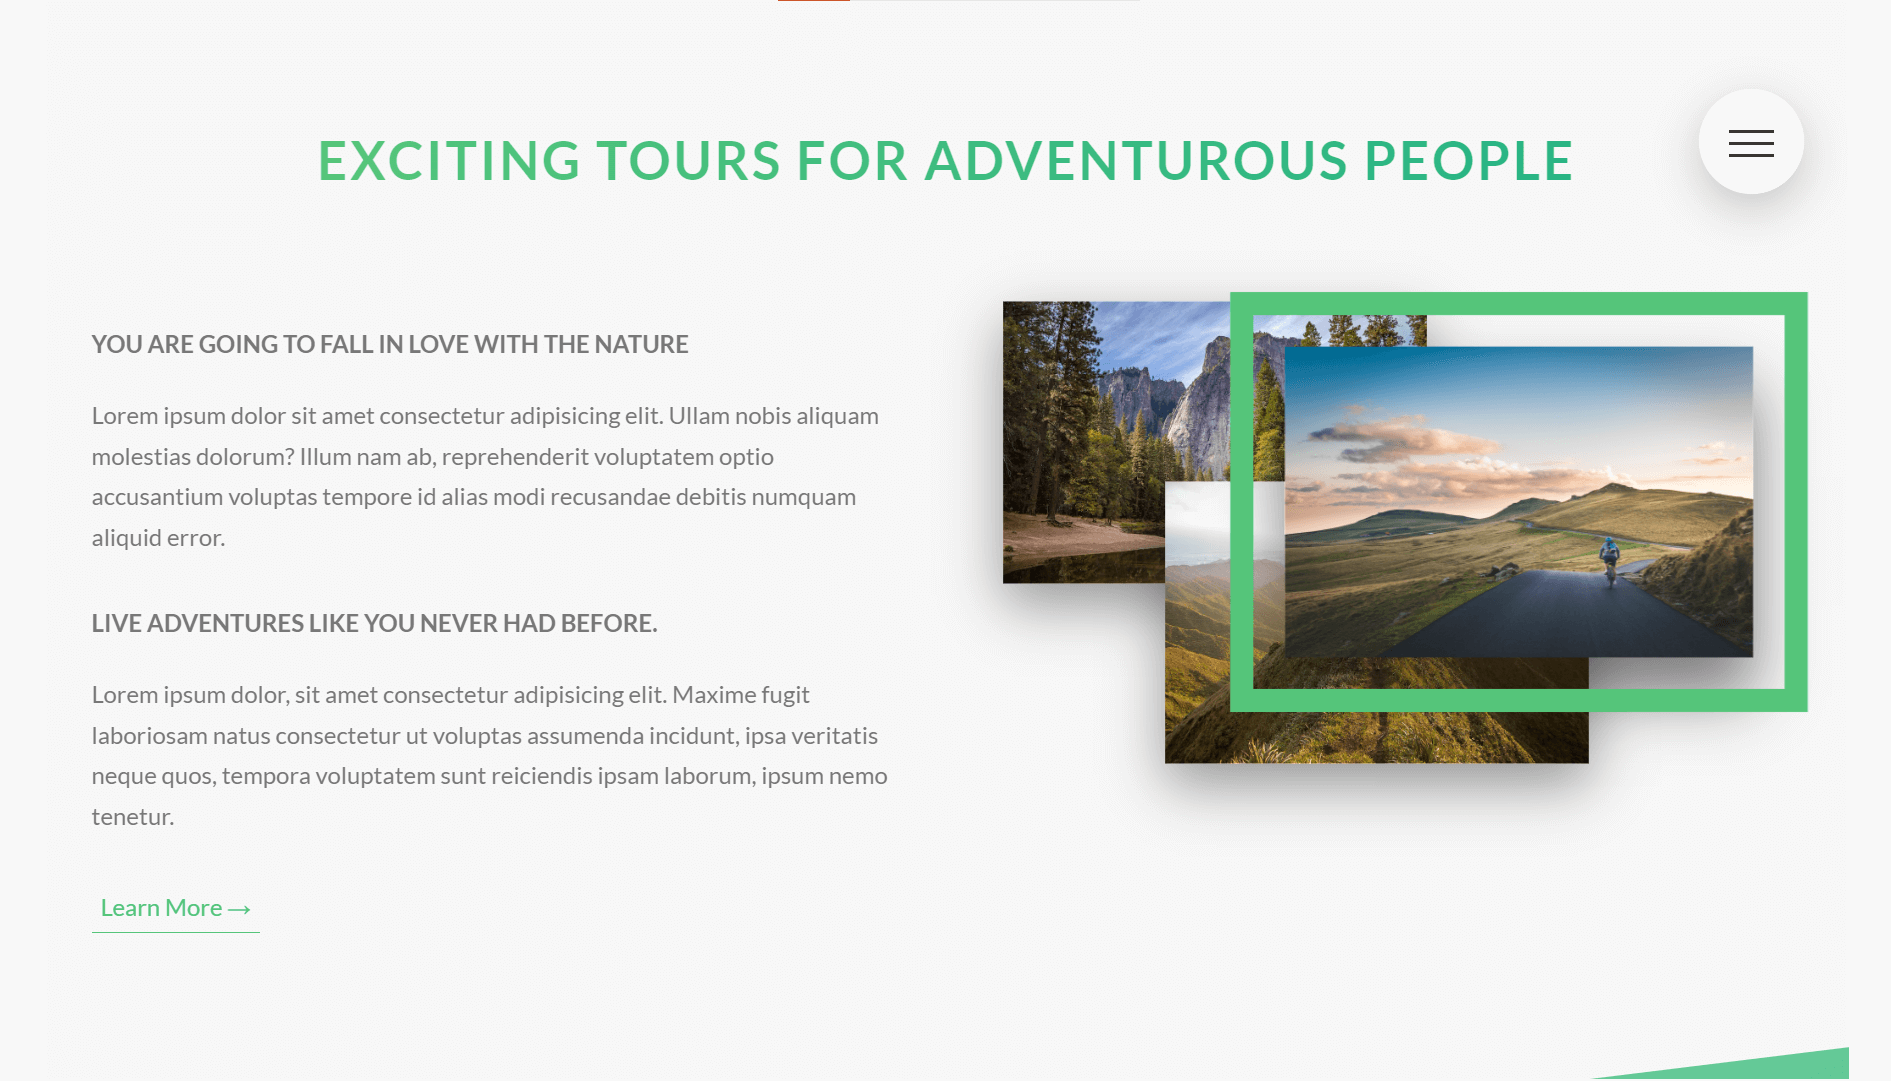 EXCITING TOURS FOR ADVENTUROUS PEOPLE
YOU ARE GOING TO FALL IN LOVE WITH THE NATURE
Lorem ipsum dolor sit amet consectetur adipisicing elit. Ullam nobis aliquam
molestias dolorum? Illum nam ab, reprehenderit voluptatem optio
accusantium voluptas tempore id alias modi recusandae debitis numquam
aliquid error.
LIVE ADVENTURES LIKE YOU NEVER HAD BEFORE.
Lorem ipsum dolor, sit amet consectetur adipisicing elit. Maxime fugit
laboriosam natus consectetur ut voluptas assumenda incidunt, ipsa veritatis
neque quos, tempora voluptatem sunt reiciendis ipsam laborum, ipsum nemo
tenetur.
Learn More →